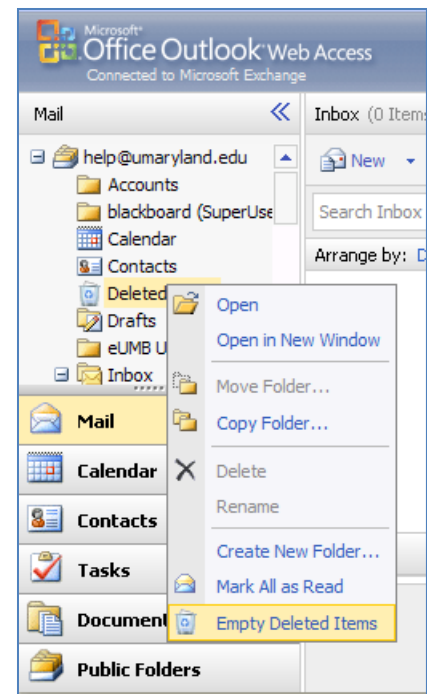 Microsoft®
Office Outlook® Web Access
Connected to Microsoft Exchange
Mail
Inbox (0 Items
help@umaryland.edu
New
Accounts
blackboard (SuperUse
Search Inbox
Calendar
Arrange by: D
Contacts
Deleted
Drafts
eUMB U
Inbox
Open
Open in New Window
Move Folder...
Copy Folder...
Delete
Rename
Create New Folder...
Mark All as Read
Empty Deleted Items
Mail
Calendar
Contacts
Tasks
Document
Public Folders